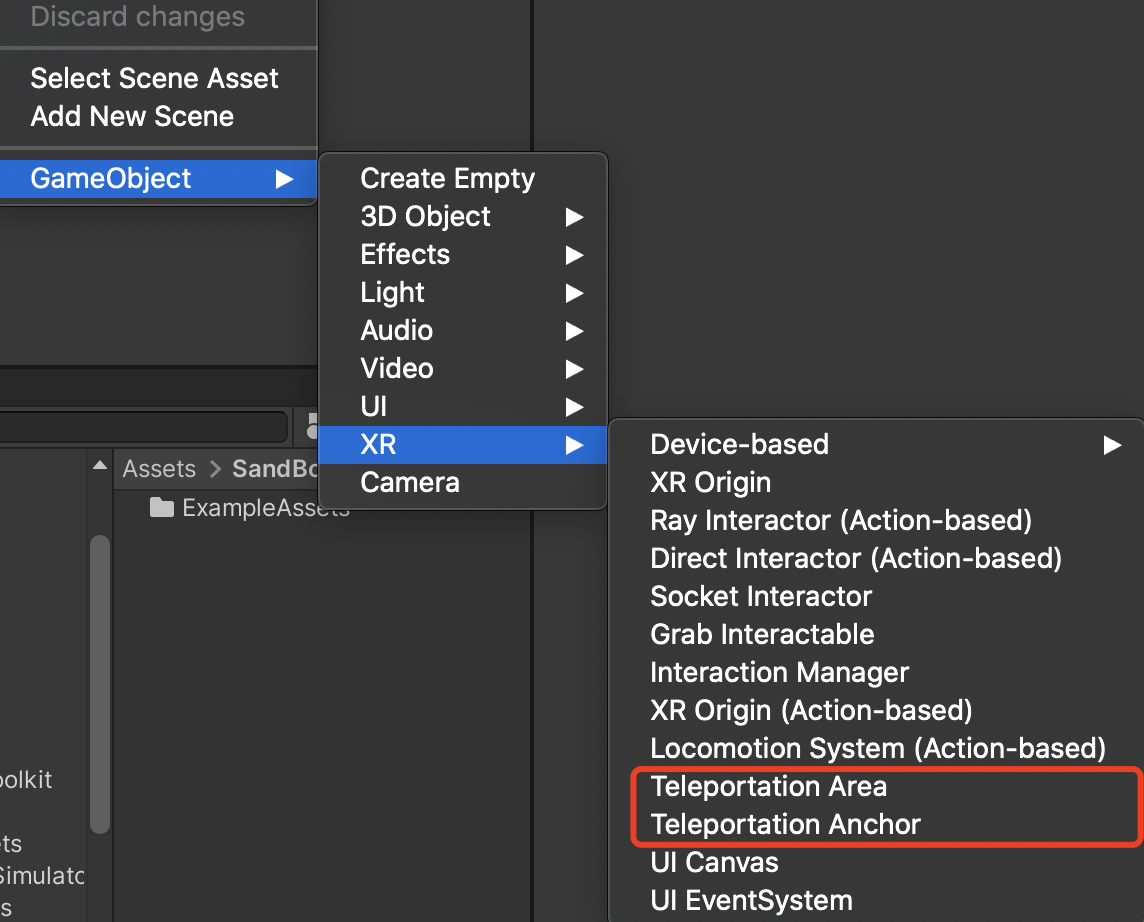 Discard changes
Select Scene Asset
Add New Scene
GameObject
Create Empty
3D Object
Effects
Light
Audio
Video
UI
XR
Camera
Device-based
XR Origin
Ray Interactor (Action-based)
Direct Interactor (Action-based)
Socket Interactor
Grab Interactable
Interaction Manager
XR Origin (Action-based)
Locomotion System (Action-based)
Teleportation Area
Teleportation Anchor
UI Canvas
UI EventSystem
Assets > SandBo
ExampleAssets
olkit
ts
Simulato
s